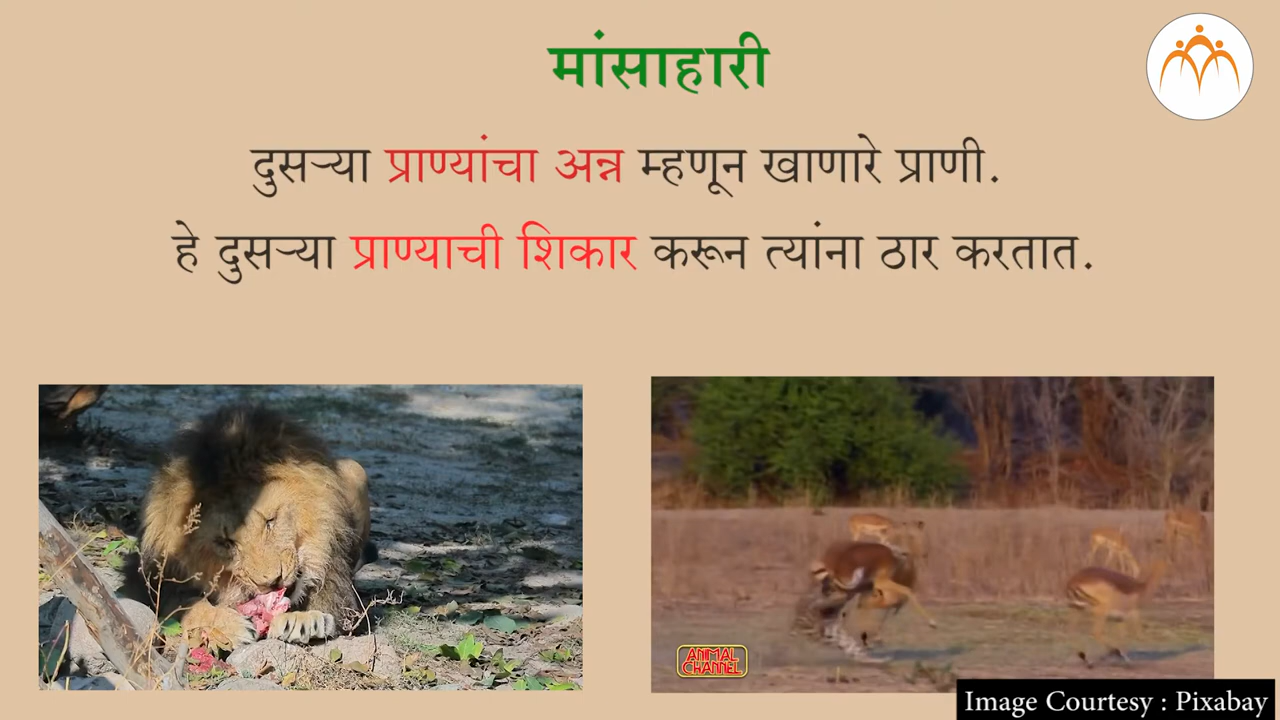 मांसाहारी
दुसऱ्या प्राण्यांचा अन्न म्हणून खाणारे प्राणी.
हे दुसऱ्या प्राण्याची शिकार करून त्यांना ठार करतात.
ANIMAL
CHANNEL
Image Courtesy : Pixabay